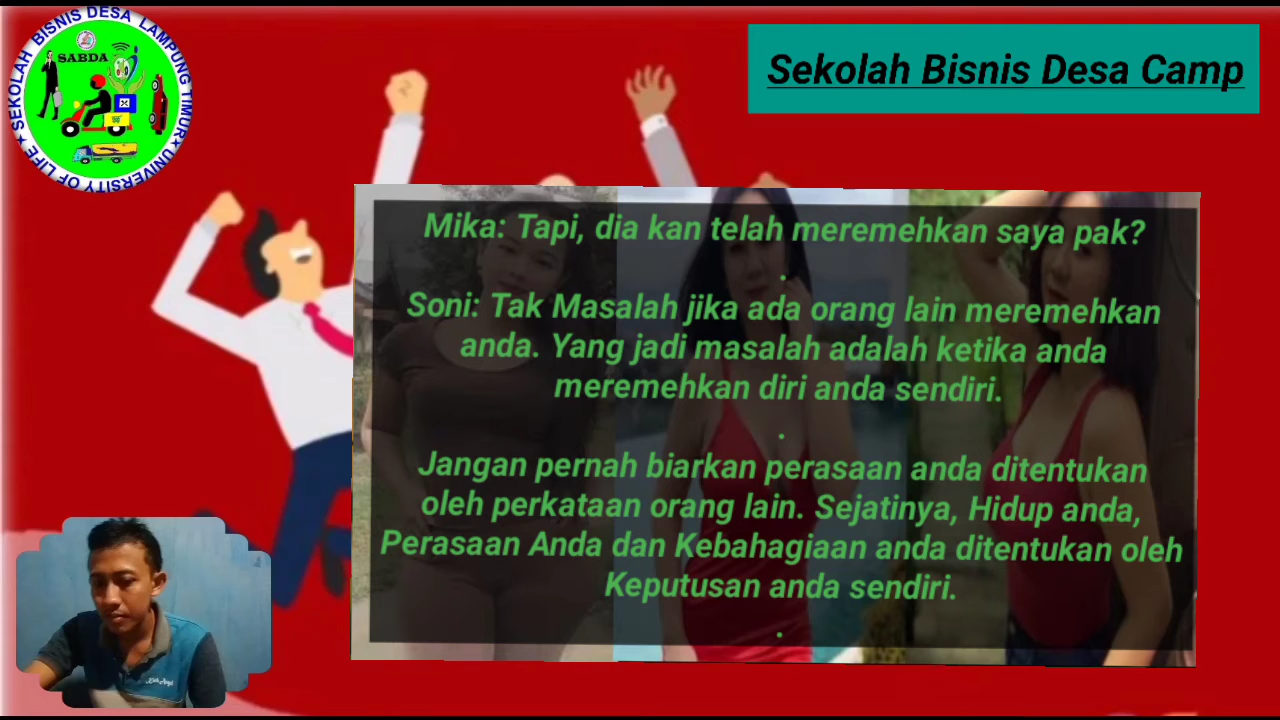 SEKOLAH BISNIS DESA LAMPUNG TIMUR
★ UNIVERSITY OF LIFE ★
SABDA
Sekolah Bisnis Desa Camp
Mika: Tapi, dia kan telah meremehkan saya pak?
.
Soni: Tak Masalah jika ada orang lain meremehkan
anda. Yang jadi masalah adalah ketika anda
meremehkan diri anda sendiri.
.
Jangan pernah biarkan perasaan anda ditentukan
oleh perkataan orang lain. Sejatinya, Hidup anda,
Perasaan Anda dan Kebahagiaan anda ditentukan oleh
Keputusan anda sendiri.
.